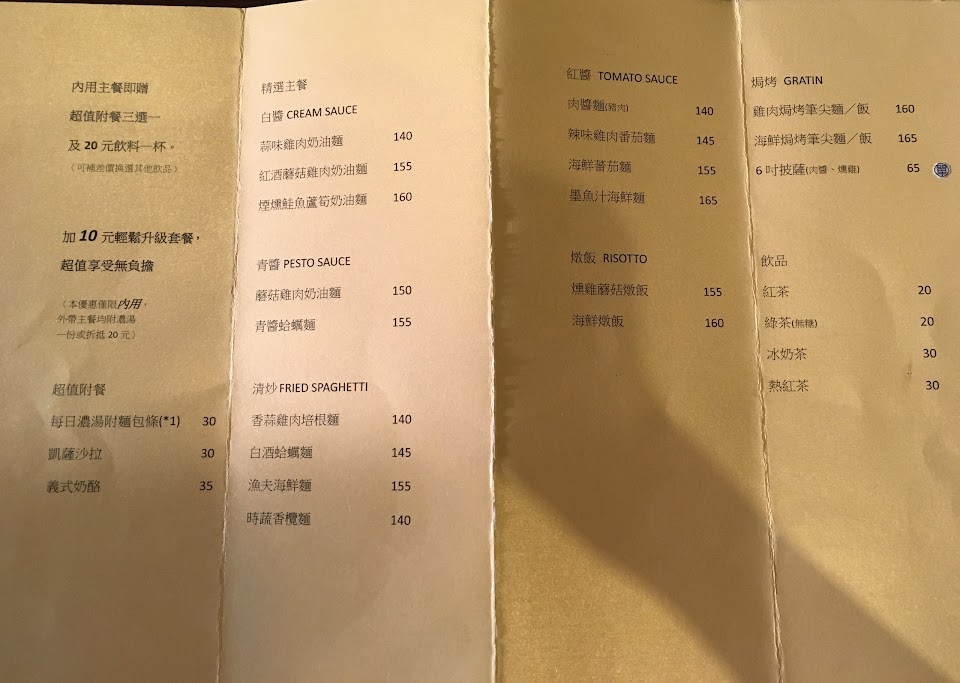 內用主餐即贈
超值附餐三選一
及 20 元飲料一杯。
（可補差價換選其他飲品）
加 10 元輕鬆升級套餐，
超值享受無負擔
（本優惠僅限內用，
外帶主餐均附濃湯
一份或折抵 20 元）
超值附餐
每日濃湯附麵包條(*1) 30
凱薩沙拉 30
義式奶酪 35
精選主餐
白醬 CREAM SAUCE
蒜味雞肉奶油麵 140
紅酒蘑菇雞肉奶油麵 155
煙燻鮭魚蘆筍奶油麵 160
青醬 PESTO SAUCE
蘑菇雞肉奶油麵 150
青醬蛤蠣麵 155
清炒 FRIED SPAGHETTI
香蒜雞肉培根麵 140
白酒蛤蠣麵 145
漁夫海鮮麵 155
時蔬香欖麵 140
紅醬 TOMATO SAUCE
肉醬麵(豬肉) 140
辣味雞肉番茄麵 145
海鮮蕃茄麵 155
墨魚汁海鮮麵 165
燉飯 RISOTTO
燻雞蘑菇燉飯 155
海鮮燉飯 160
焗烤 GRATIN
雞肉焗烤筆尖麵／飯 160
海鮮焗烤筆尖麵／飯 165
6 吋披薩(肉醬、燻雞) 65
飲品
紅茶 20
綠茶(無糖) 20
冰奶茶 30
熱紅茶 30